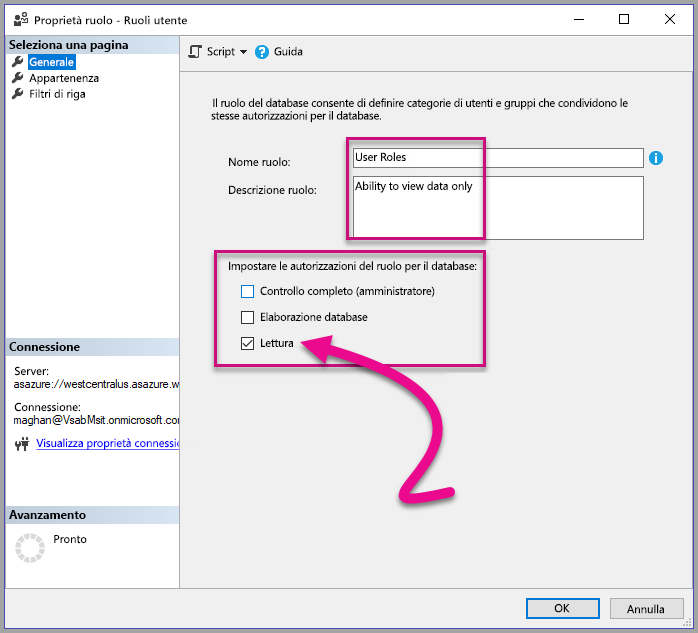 Proprietà ruolo - Ruoli utente
Seleziona una pagina
Generale
Appartenenza
Filtri di riga
Script
Guida
Il ruolo del database consente di definire categorie di utenti e gruppi che condividono le
stesse autorizzazioni per il database.
Nome ruolo:
User Roles
Descrizione ruolo:
Ability to view data only
Impostare le autorizzazioni del ruolo per il database:
Controllo completo (amministratore)
Elaborazione database
Lettura
Connessione
Server:
asazure://westcentralus.asazure.w
Connessione:
maghan@VsabMsit.onmicrosoft.co
Visualizza proprietà connessi
Avanzamento
Pronto
OK
Annulla